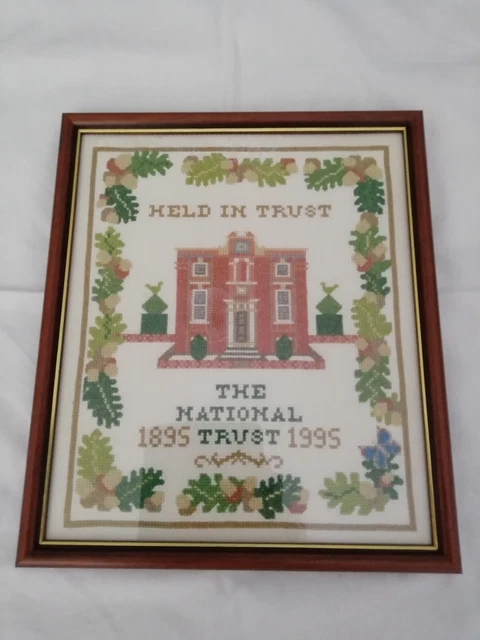 HELD IN TRUST
THE
NATIONAL
1895 TRUST 1995